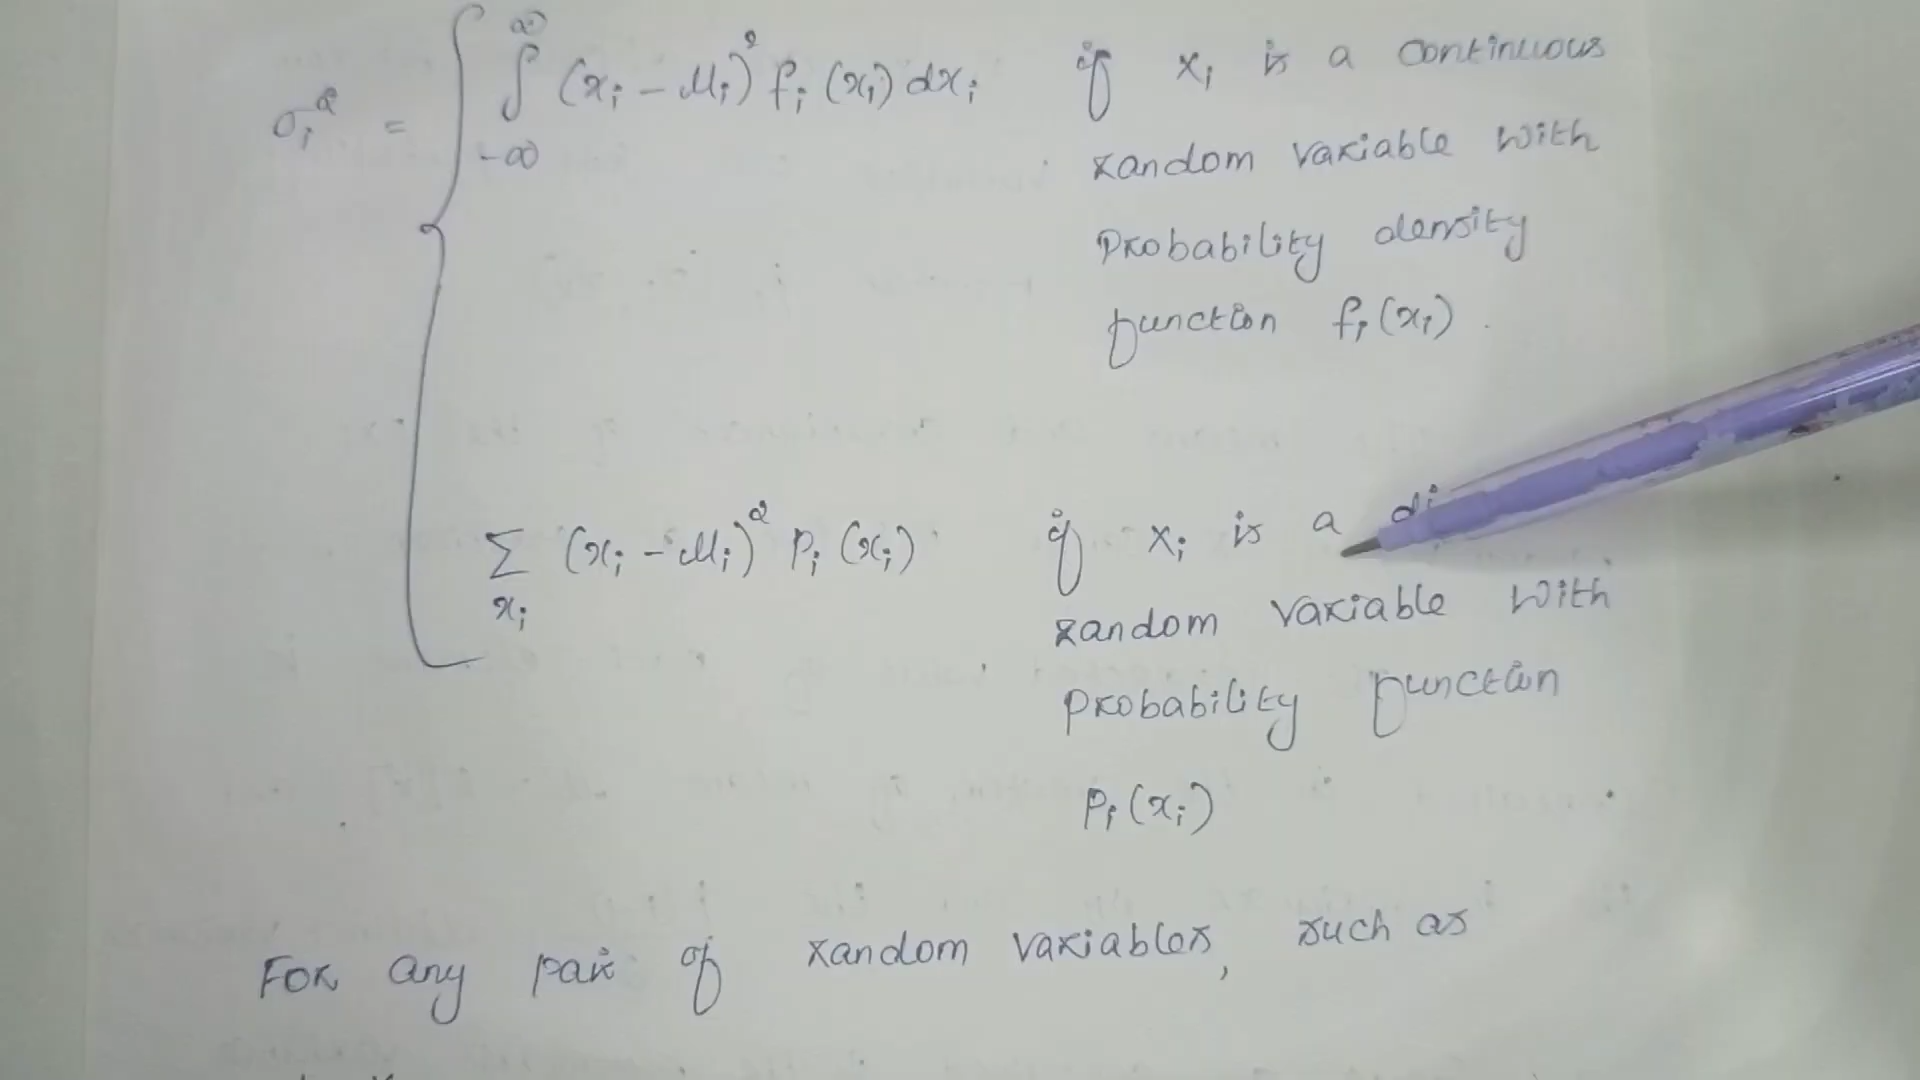 σᵢ² = { ∫_{-∞}^{∞} (xᵢ - μᵢ)² fᵢ (xᵢ) dxᵢ if Xᵢ is a continuous
random variable with
probability density
function fᵢ(xᵢ).
∑_{xᵢ} (xᵢ - μᵢ)² pᵢ (xᵢ) if Xᵢ is a
random variable with
probability function
pᵢ(xᵢ)
For any pair of random variables, such as